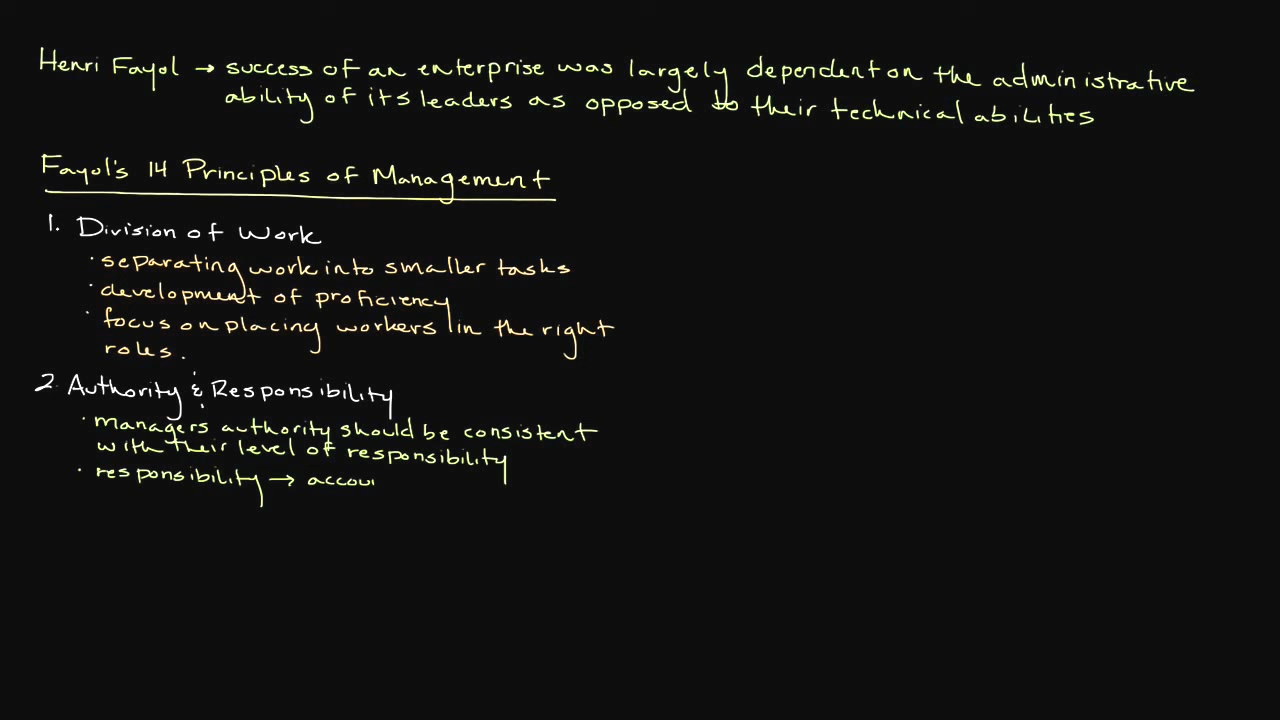 Henri Fayol → success of an enterprise was largely dependent on the administrative
ability of its leaders as opposed to their technical abilities
Fayol's 14 Principles of Management
1. Division of Work
· separating work into smaller tasks
· development of proficiency
· focus on placing workers in the right
roles.
2. Authority & Responsibility
· managers authority should be consistent
with their level of responsibility
· responsibility → accou